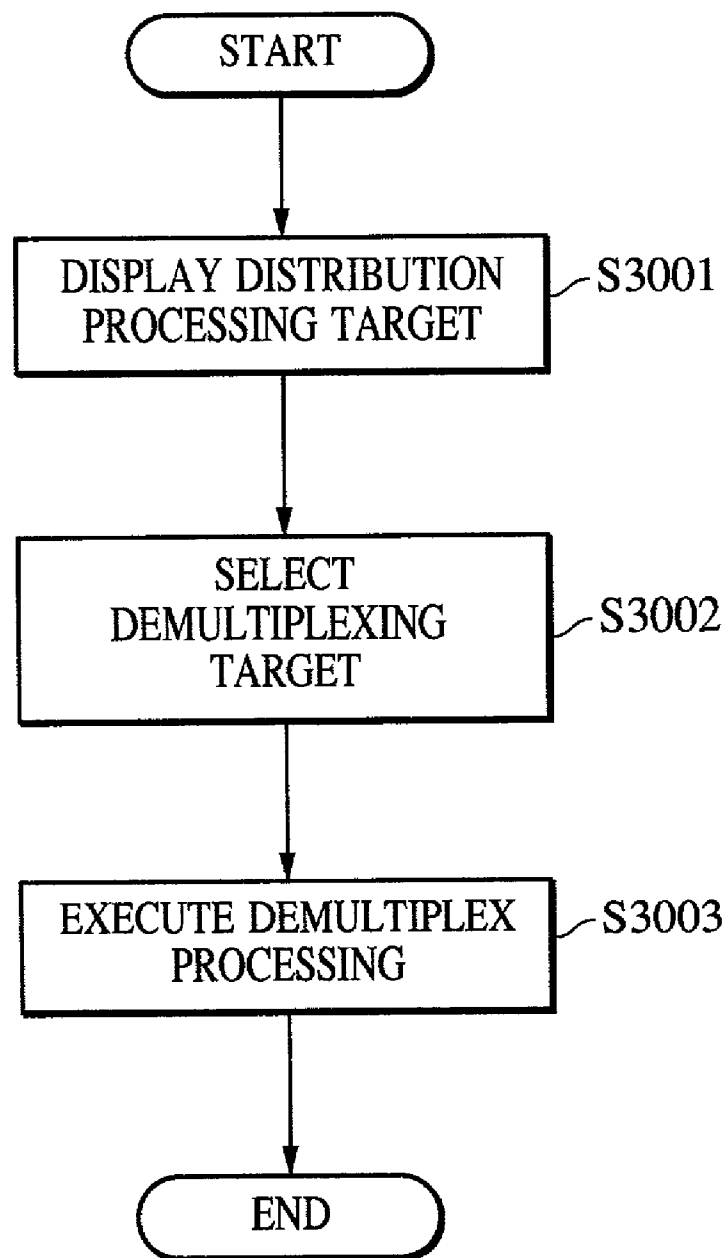 START
DISPLAY DISTRIBUTION
PROCESSING TARGET
S3001
SELECT
DEMULTIPLEXING
TARGET
S3002
EXECUTE DEMULTIPLEX
PROCESSING
S3003
END